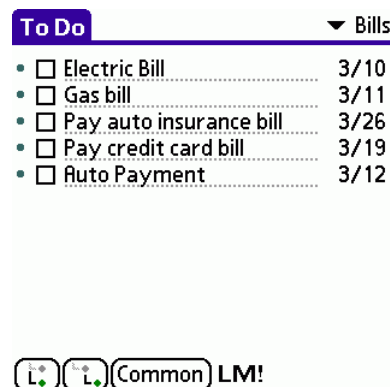 To Do Bills
Electric Bill 3/10
Gas bill 3/11
Pay auto insurance bill 3/26
Pay credit card bill 3/19
Auto Payment 3/12
L L Common LM!